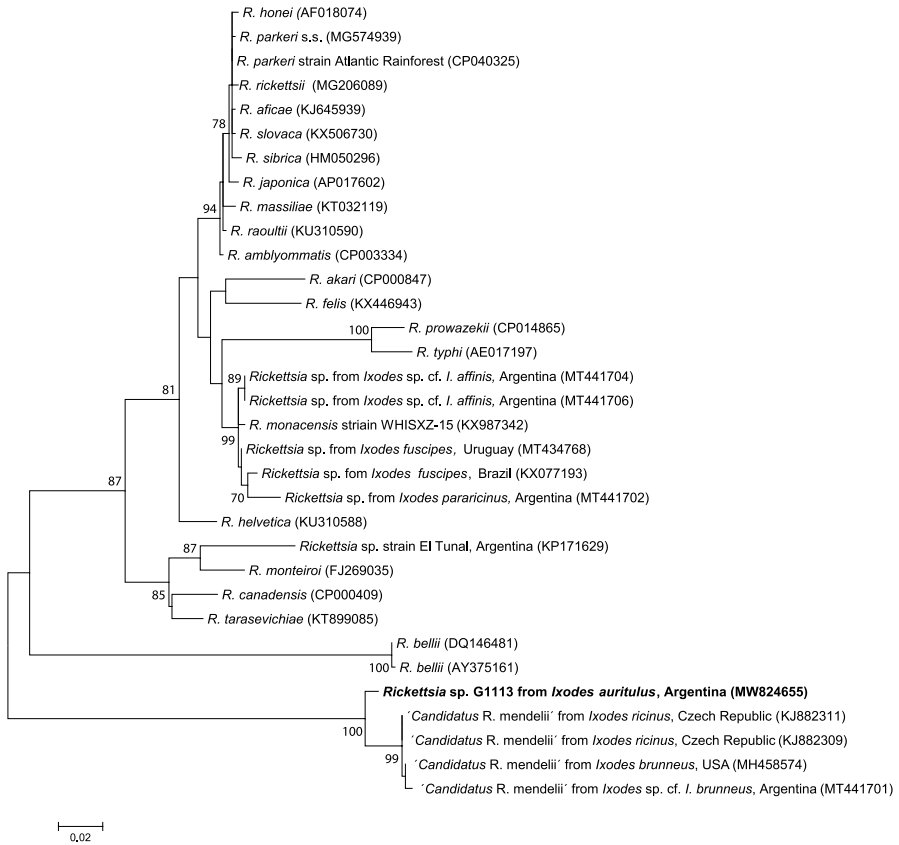 R. honei (AF018074)
R. parkeri s.s. (MG574939)
R. parkeri strain Atlantic Rainforest (CP040325)
R. rickettsii (MG206089)
R. aficae (KJ645939)
78
R. slovaca (KX506730)
R. sibrica (HM050296)
R. japonica (AP017602)
R. massiliae (KT032119)
94
R. raoultii (KU310590)
R. amblyommatis (CP003334)
R. akari (CP000847)
R. felis (KX446943)
R. prowazekii (CP014865)
100
R. typhi (AE017197)
Rickettsia sp. from Ixodes sp. cf. I. affinis, Argentina (MT441704)
89
81
Rickettsia sp. from Ixodes sp. cf. I. affinis, Argentina (MT441706)
R. monacensis striain WHISXZ-15 (KX987342)
99
Rickettsia sp. from Ixodes fuscipes, Uruguay (MT434768)
Rickettsia sp. fom Ixodes fuscipes, Brazil (KX077193)
87
70
Rickettsia sp. from Ixodes pararicinus, Argentina (MT441702)
R. helvetica (KU310588)
Rickettsia sp. strain El Tunal, Argentina (KP171629)
87
R. monteiroi (FJ269035)
R. canadensis (CP000409)
85
R. tarasevichiae (KT899085)
R. bellii (DQ146481)
100
R. bellii (AY375161)
Rickettsia sp. G1113 from Ixodes auritulus, Argentina (MW824655)
´Candidatus R. mendelii´ from Ixodes ricinus, Czech Republic (KJ882311)
100
´Candidatus R. mendelii´ from Ixodes ricinus, Czech Republic (KJ882309)
99
´Candidatus R. mendelii´ from Ixodes brunneus, USA (MH458574)
´Candidatus R. mendelii´ from Ixodes sp. cf. I. brunneus, Argentina (MT441701)
0.02